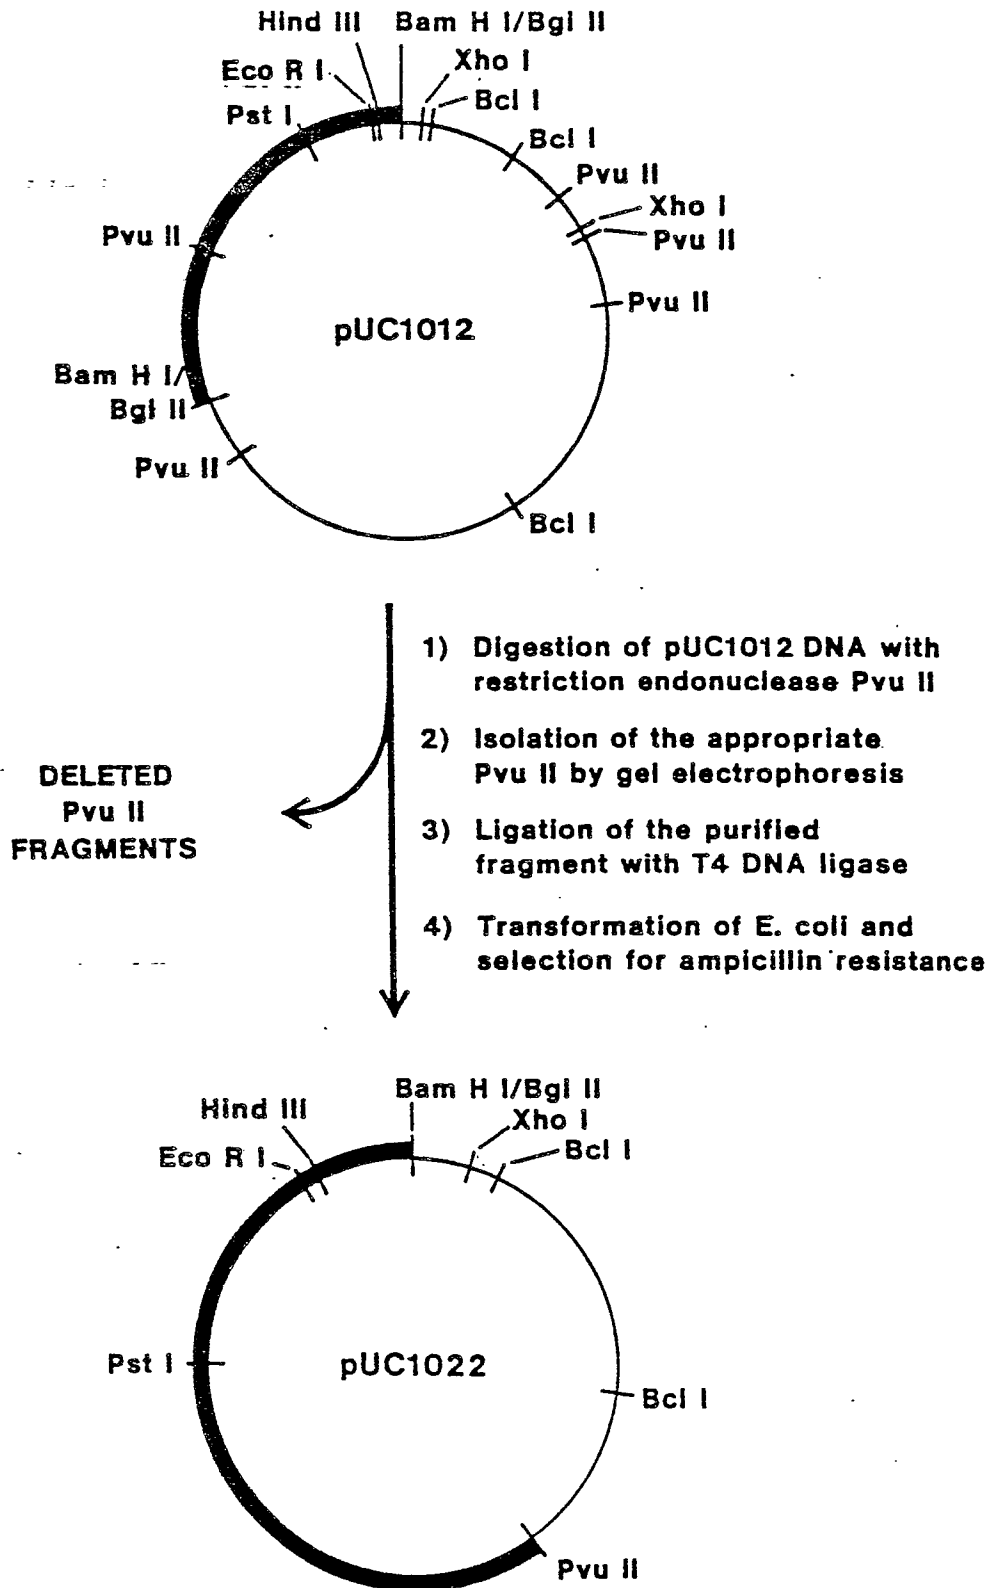 Hind III
Bam H I/Bgl II
Eco R I
Xho I
Pst I
Bcl I
Bcl I
Pvu II
Xho I
Pvu II
Pvu II
Pvu II
pUC1012
Bam H I/
Bgl II
Pvu II
Bcl I
1) Digestion of pUC1012 DNA with
restriction endonuclease Pvu II
2) Isolation of the appropriate
Pvu II by gel electrophoresis
DELETED
Pvu II
FRAGMENTS
3) Ligation of the purified
fragment with T4 DNA ligase
4) Transformation of E. coli and
selection for ampicillin resistance
Bam H I/Bgl II
Hind III
Xho I
Eco R I
Bcl I
Pst I
pUC1022
Bcl I
Pvu II